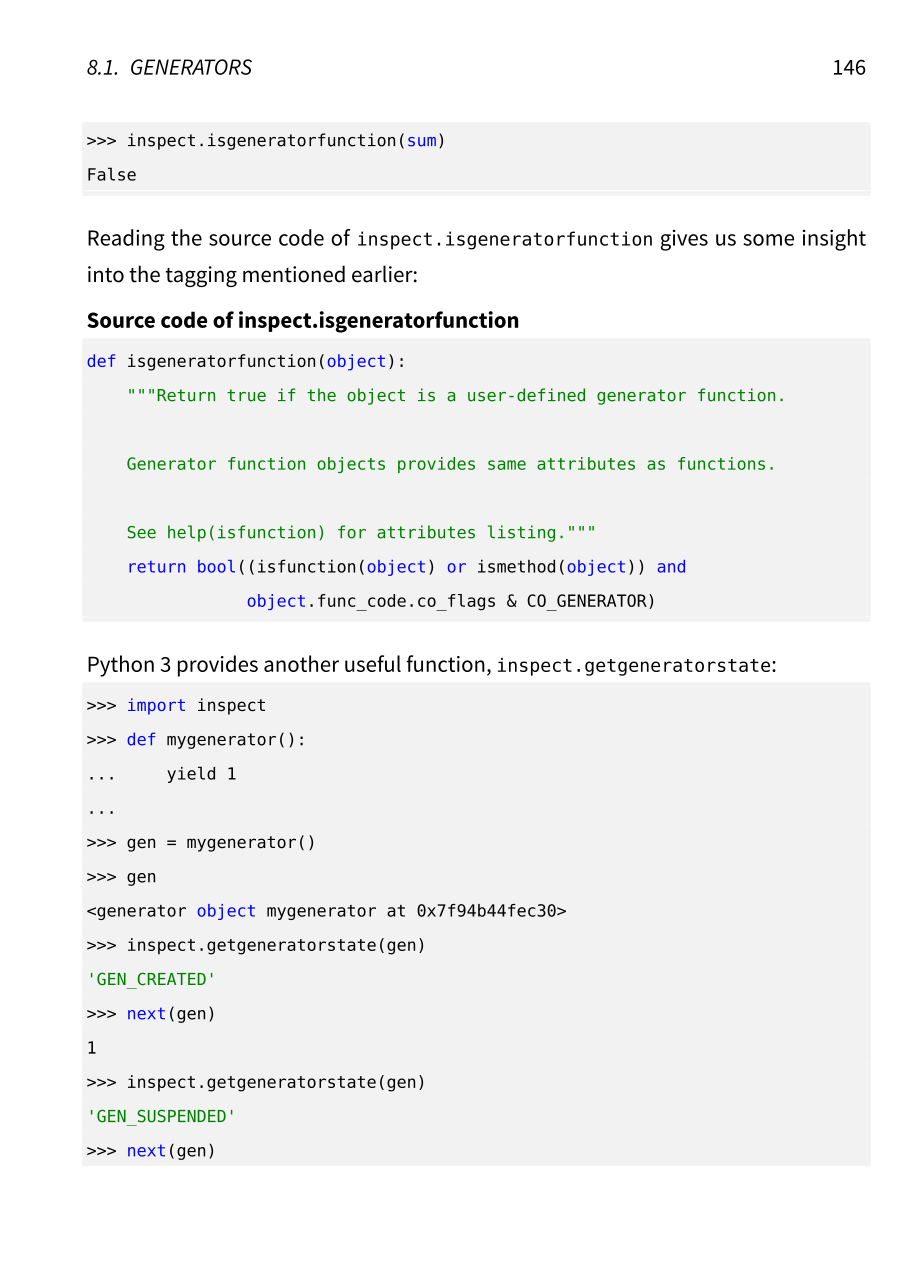 8.1. GENERATORS 146
>>> inspect.isgeneratorfunction(sum)
False
Reading the source code of inspect.isgeneratorfunction gives us some insight
into the tagging mentioned earlier:
Source code of inspect.isgeneratorfunction
def isgeneratorfunction(object):
    """Return true if the object is a user-defined generator function.
    Generator function objects provides same attributes as functions.
    See help(isfunction) for attributes listing."""
    return bool((isfunction(object) or ismethod(object)) and
                object.func_code.co_flags & CO_GENERATOR)
Python 3 provides another useful function, inspect.getgeneratorstate:
>>> import inspect
>>> def mygenerator():
...     yield 1
...
>>> gen = mygenerator()
>>> gen
<generator object mygenerator at 0x7f94b44fec30>
>>> inspect.getgeneratorstate(gen)
'GEN_CREATED'
>>> next(gen)
1
>>> inspect.getgeneratorstate(gen)
'GEN_SUSPENDED'
>>> next(gen)